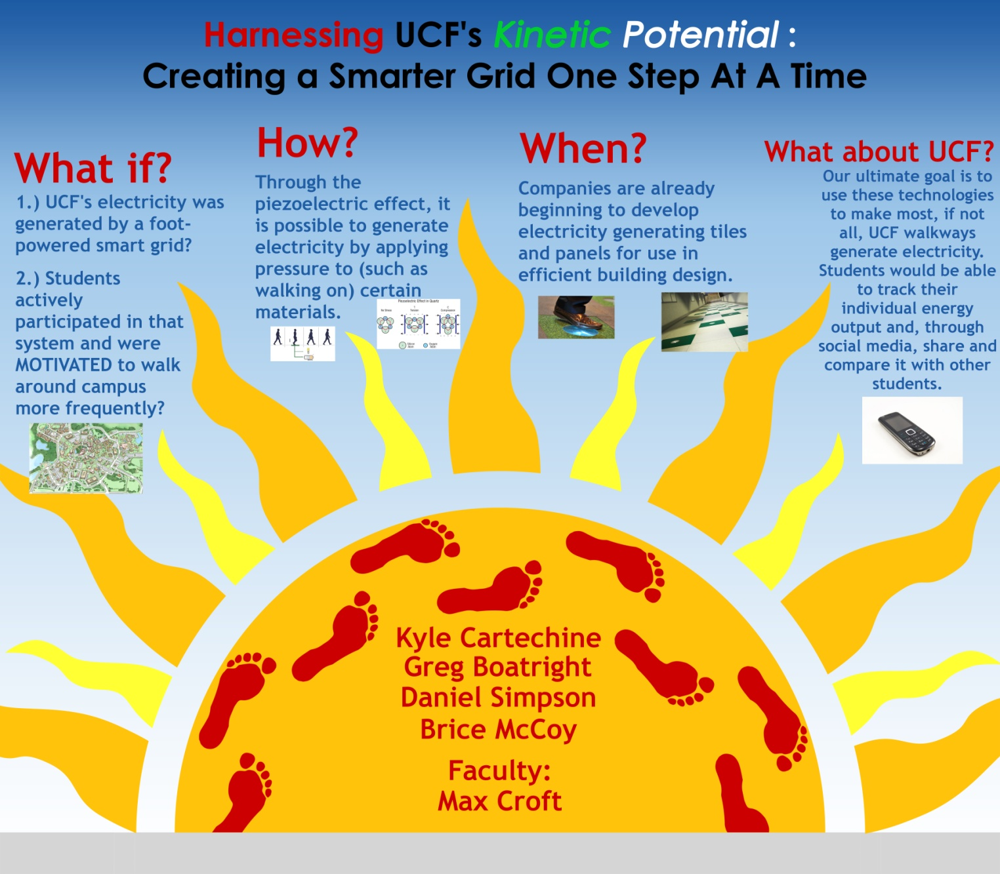 Harnessing UCF's Kinetic Potential :
Creating a Smarter Grid One Step At A Time
What if?
1.) UCF's electricity was
generated by a foot-
powered smart grid?
2.) Students
actively
participated in that
system and were
MOTIVATED to walk
around campus
more frequently?
How?
Through the
piezoelectric effect, it
is possible to generate
electricity by applying
pressure to (such as
walking on) certain
materials.
Piezoelectric Effect in Quartz
No Stress
Tension
Compression
Silicon
Atom
Oxygen
Atom
When?
Companies are already
beginning to develop
electricity generating tiles
and panels for use in
efficient building design.
What about UCF?
Our ultimate goal is to
use these technologies
to make most, if not
all, UCF walkways
generate electricity.
Students would be able
to track their
individual energy
output and, through
social media, share and
compare it with other
students.
Kyle Cartechine
Greg Boatright
Daniel Simpson
Brice McCoy
Faculty:
Max Croft